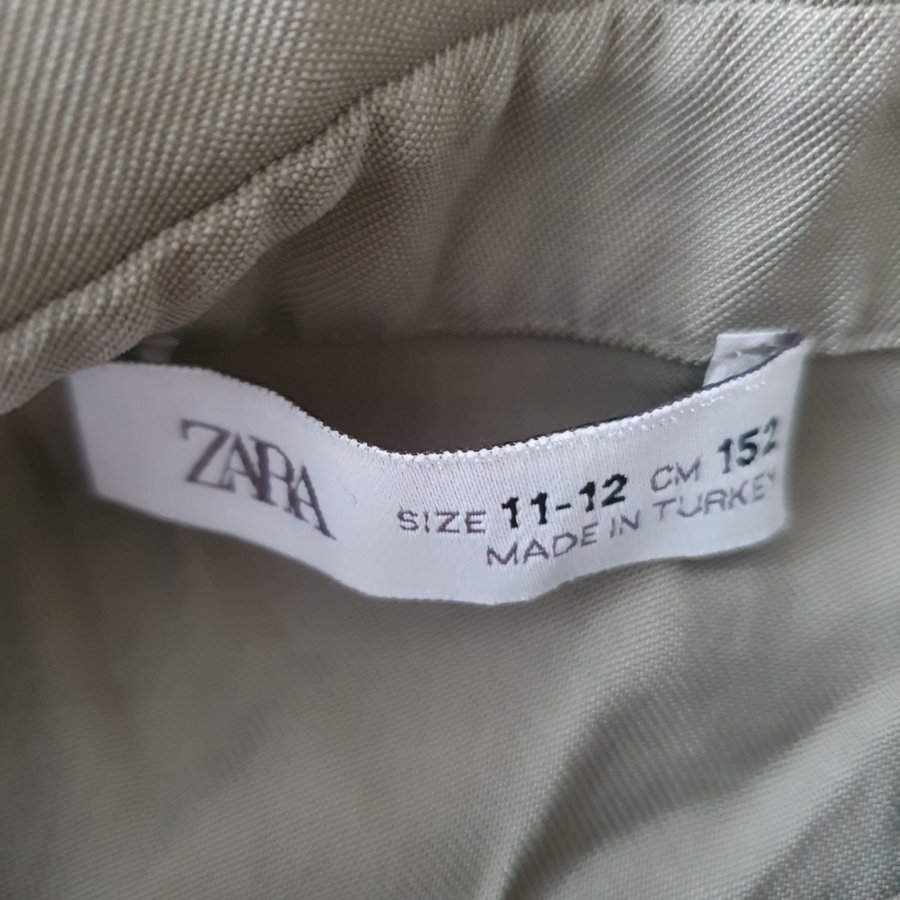 ZARA
SIZE 11-12 CM 152
MADE IN TURKEY